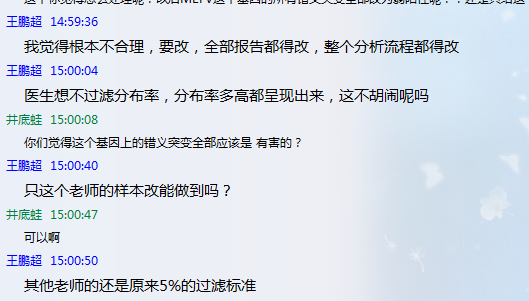 王鹏超 14:59:36
我觉得根本不合理，要改，全部报告都得改，整个分析流程都得改
王鹏超 15:00:04
医生想不过滤分布率，分布率多高都呈现出来，这不胡闹呢吗
井底蛙 15:00:08
你们觉得这个基因上的错义突变全部应该是 有害的？
王鹏超 15:00:40
只这个老师的样本改能做到吗？
井底蛙 15:00:47
可以啊
王鹏超 15:00:50
其他老师的还是原来5%的过滤标准